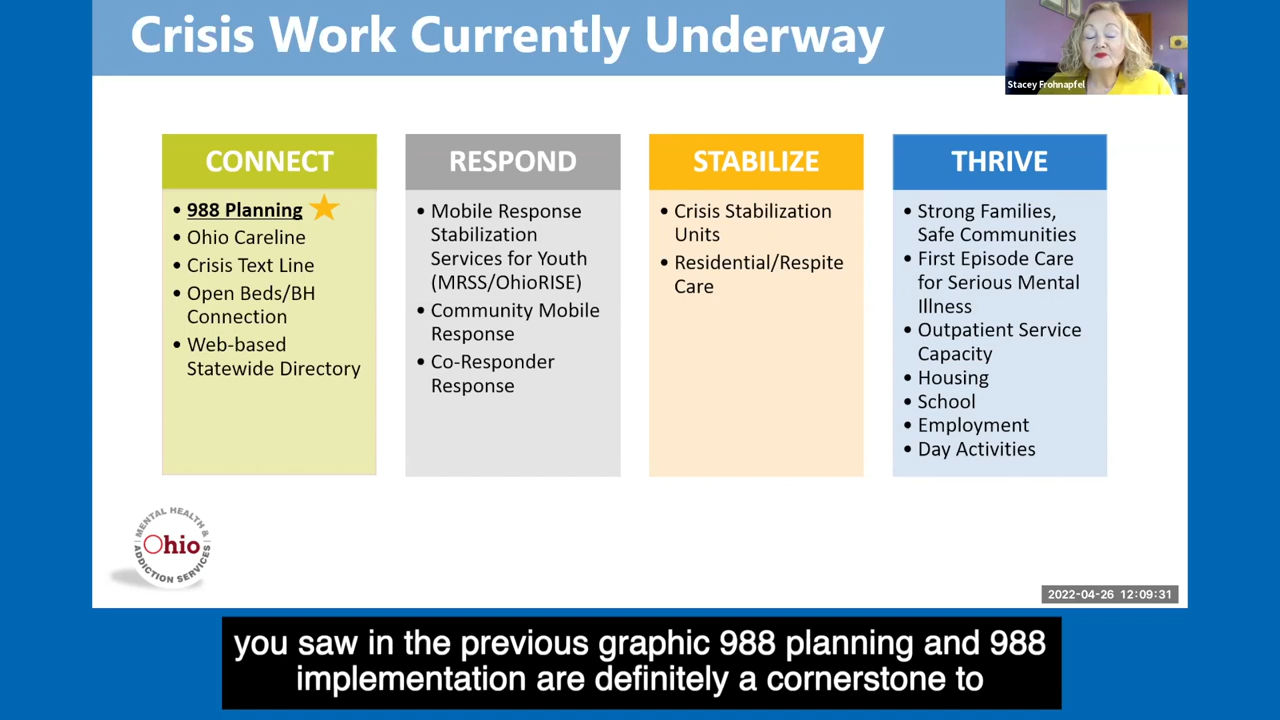 Crisis Work Currently Underway
Stacey Frohnapfel
CONNECT
• 988 Planning
• Ohio Careline
• Crisis Text Line
• Open Beds/BH
Connection
• Web-based
Statewide Directory
RESPOND
• Mobile Response
Stabilization
Services for Youth
(MRSS/OhioRISE)
• Community Mobile
Response
• Co-Responder
Response
STABILIZE
• Crisis Stabilization
Units
• Residential/Respite
Care
THRIVE
• Strong Families,
Safe Communities
• First Episode Care
for Serious Mental
Illness
• Outpatient Service
Capacity
• Housing
• School
• Employment
• Day Activities
MENTAL HEALTH &
Ohio
ADDICTION SERVICES
2022-04-26 12:09:31
you saw in the previous graphic 988 planning and 988
implementation are definitely a cornerstone to